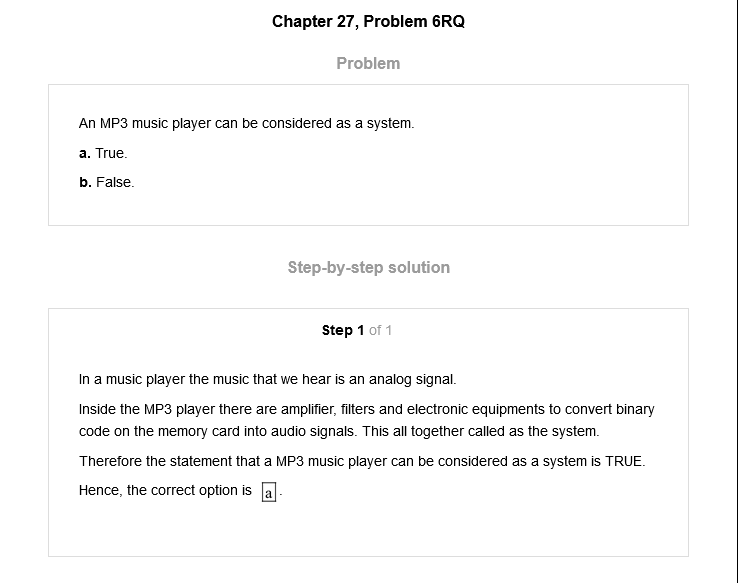 Chapter 27, Problem 6RQ
Problem
An MP3 music player can be considered as a system.
a. True.
b. False.
Step-by-step solution
Step 1 of 1
In a music player the music that we hear is an analog signal.
Inside the MP3 player there are amplifier, filters and electronic equipments to convert binary
code on the memory card into audio signals. This all together called as the system.
Therefore the statement that a MP3 music player can be considered as a system is TRUE.
Hence, the correct option is a.